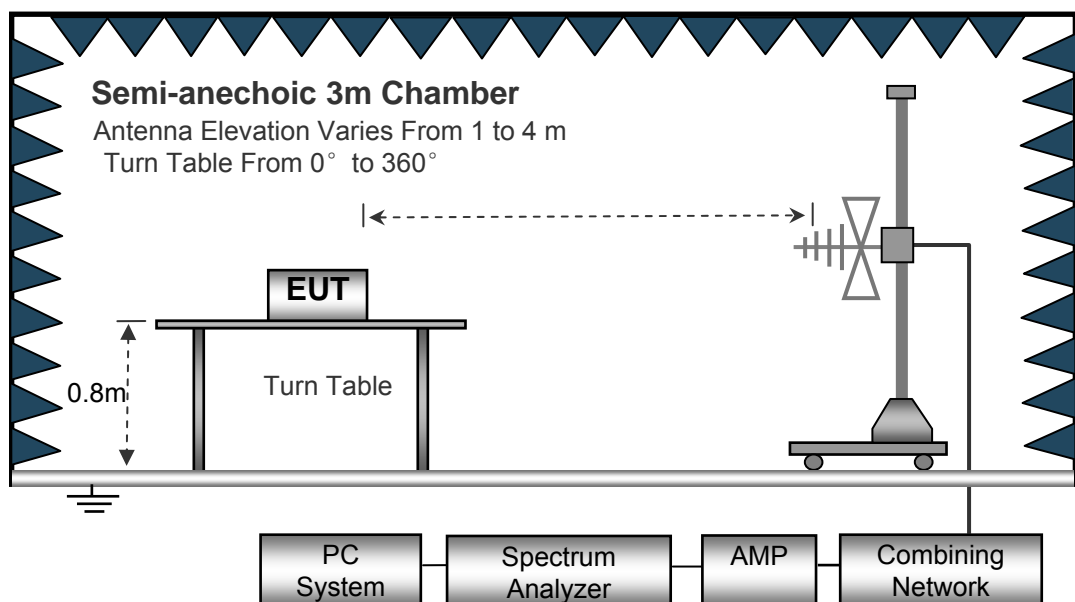 Semi-anechoic 3m Chamber
Antenna Elevation Varies From 1 to 4 m
Turn Table From 0° to 360°
EUT
0.8m
Turn Table
PC
System
Spectrum
Analyzer
AMP
Combining
Network